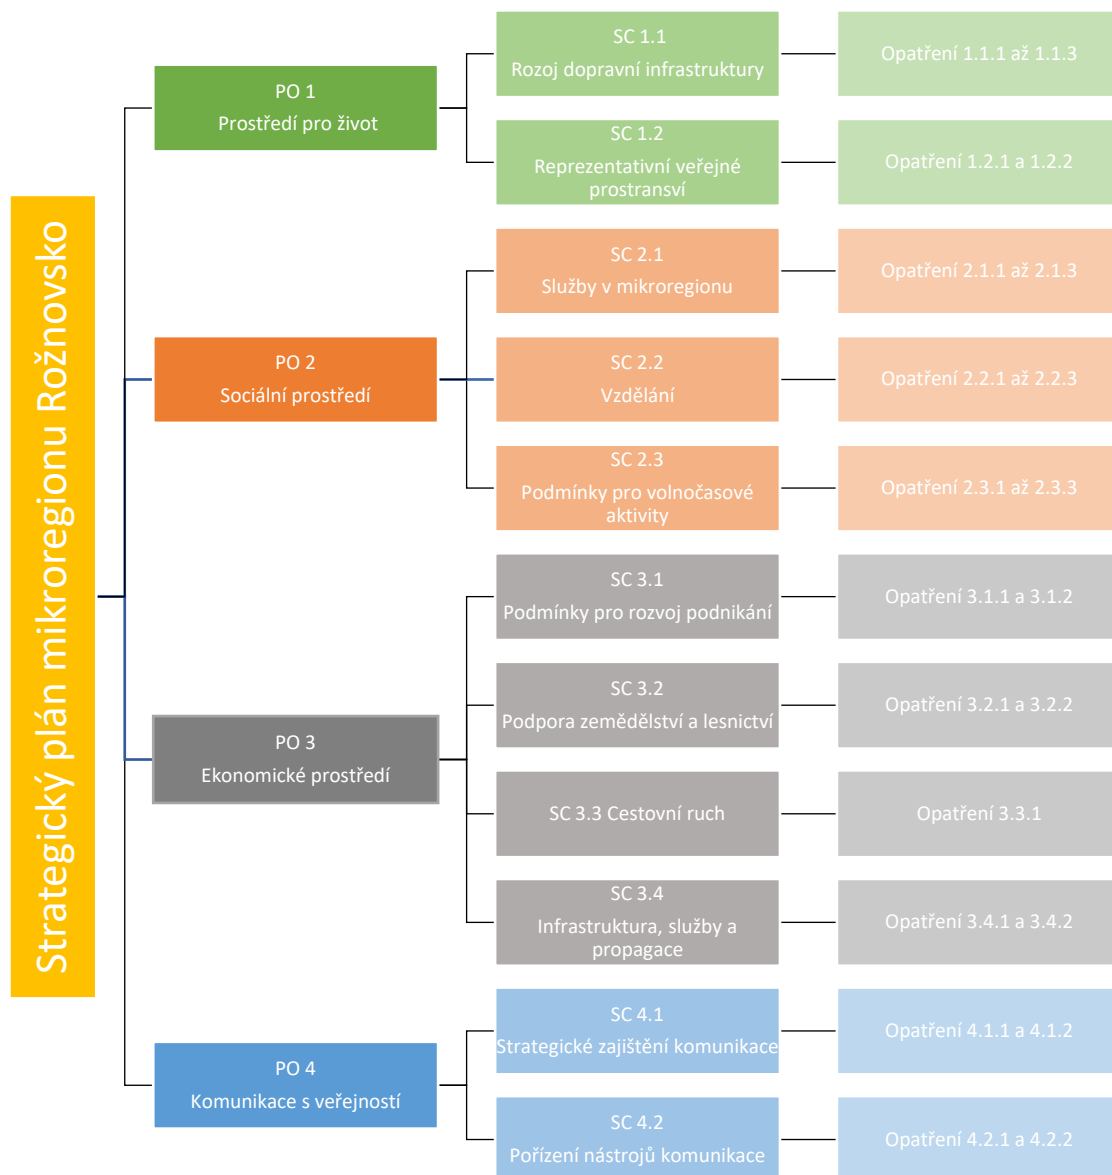 Strategický plán mikroregionu Rožnovsko
PO 1
Prostředí pro život
SC 1.1
Rozoj dopravní infrastruktury
Opatření 1.1.1 až 1.1.3
SC 1.2
Reprezentativní veřejné
prostransví
Opatření 1.2.1 a 1.2.2
PO 2
Sociální prostředí
SC 2.1
Služby v mikroregionu
Opatření 2.1.1 až 2.1.3
SC 2.2
Vzdělání
Opatření 2.2.1 až 2.2.3
SC 2.3
Podmínky pro volnočasové
aktivity
Opatření 2.3.1 až 2.3.3
PO 3
Ekonomické prostředí
SC 3.1
Podmínky pro rozvoj podnikání
Opatření 3.1.1 a 3.1.2
SC 3.2
Podpora zemědělství a lesnictví
Opatření 3.2.1 a 3.2.2
SC 3.3 Cestovní ruch
Opatření 3.3.1
SC 3.4
Infrastruktura, služby a
propagace
Opatření 3.4.1 a 3.4.2
PO 4
Komunikace s veřejností
SC 4.1
Strategické zajištění komunikace
Opatření 4.1.1 a 4.1.2
SC 4.2
Pořízení nástrojů komunikace
Opatření 4.2.1 a 4.2.2